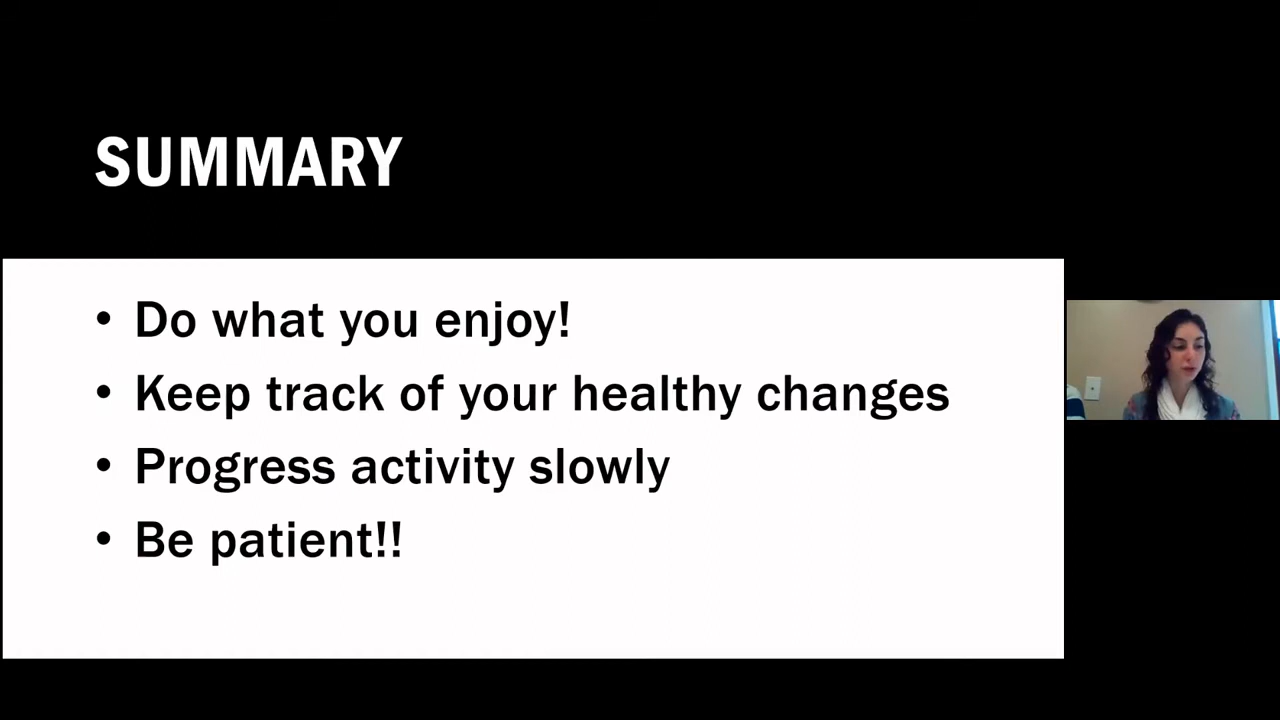 SUMMARY
• Do what you enjoy!
• Keep track of your healthy changes
• Progress activity slowly
• Be patient!!